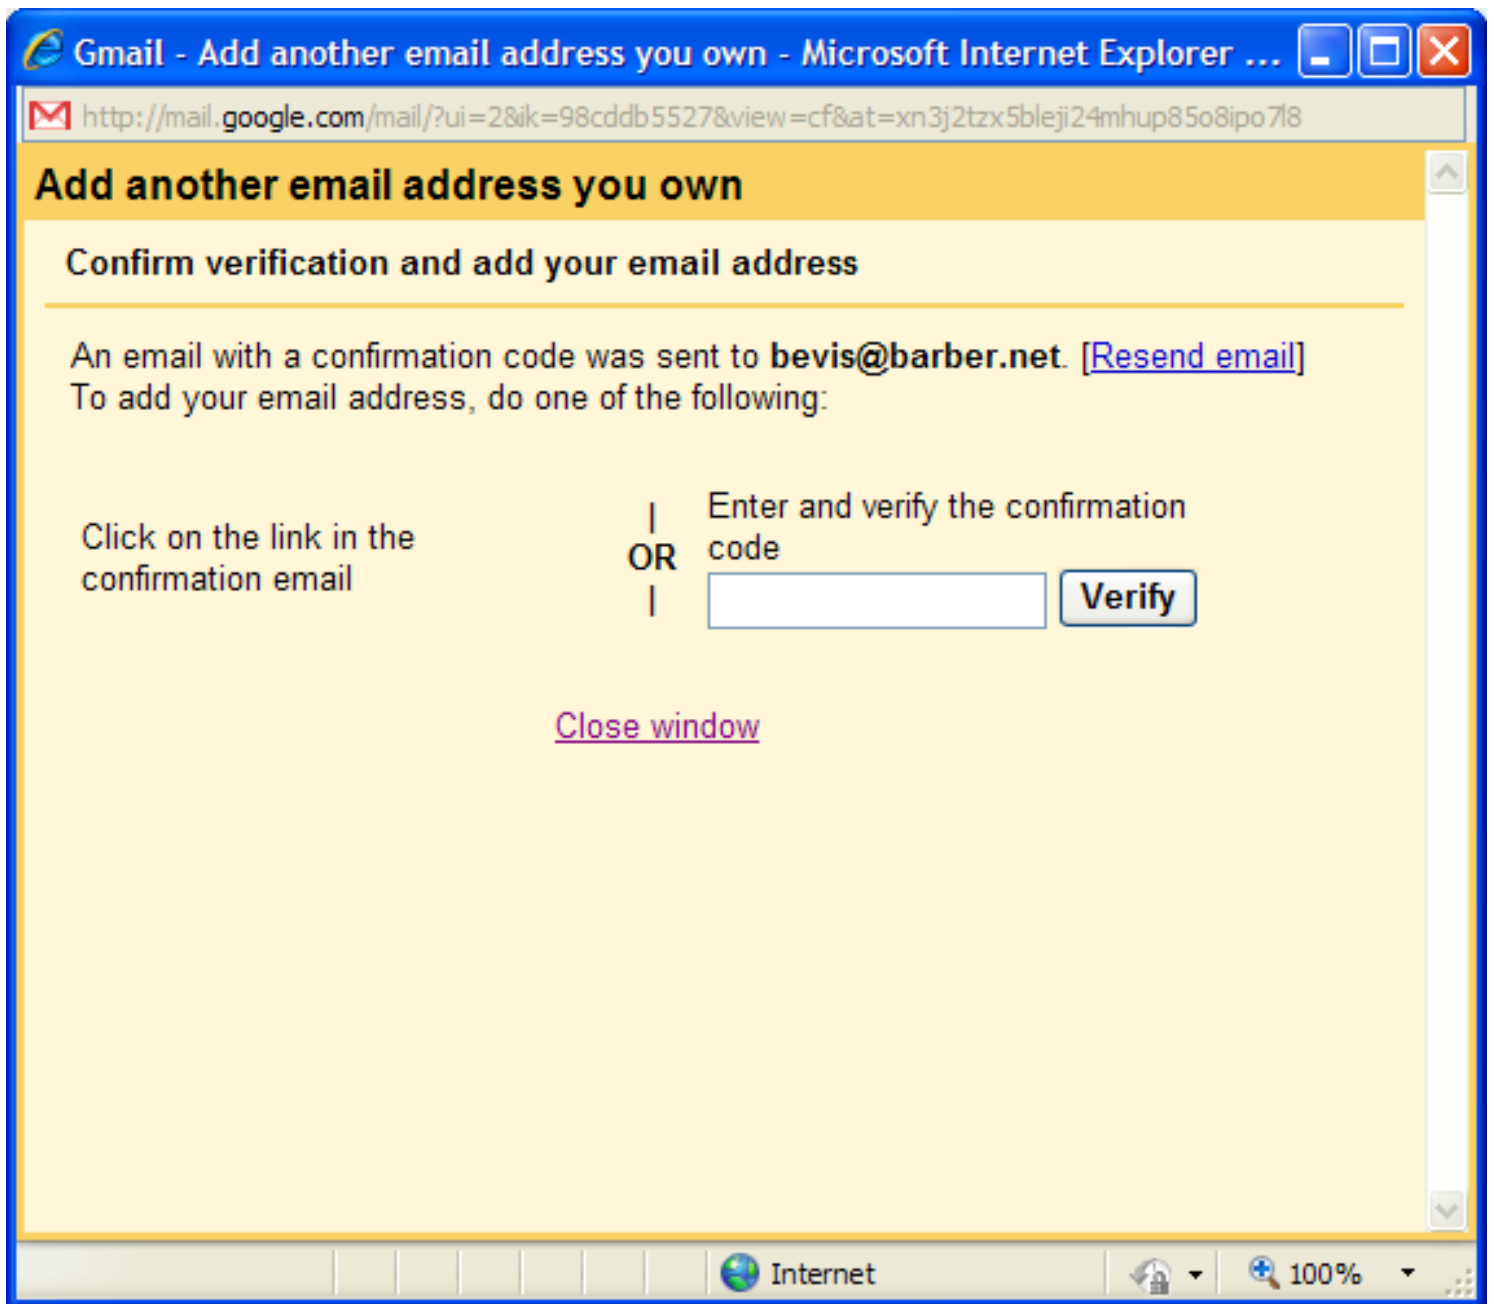 Gmail - Add another email address you own - Microsoft Internet Explorer ...
http://mail.google.com/mail/?ui=2&ik=98cddb5527&view=cf&at=xn3j2tzx5bleji24mhup85o8ipo7l8
Add another email address you own
Confirm verification and add your email address
An email with a confirmation code was sent to bevis@barber.net. [Resend email]
To add your email address, do one of the following:
Click on the link in the
confirmation email
|
OR
|
Enter and verify the confirmation
code
Verify
Close window
Internet
100%